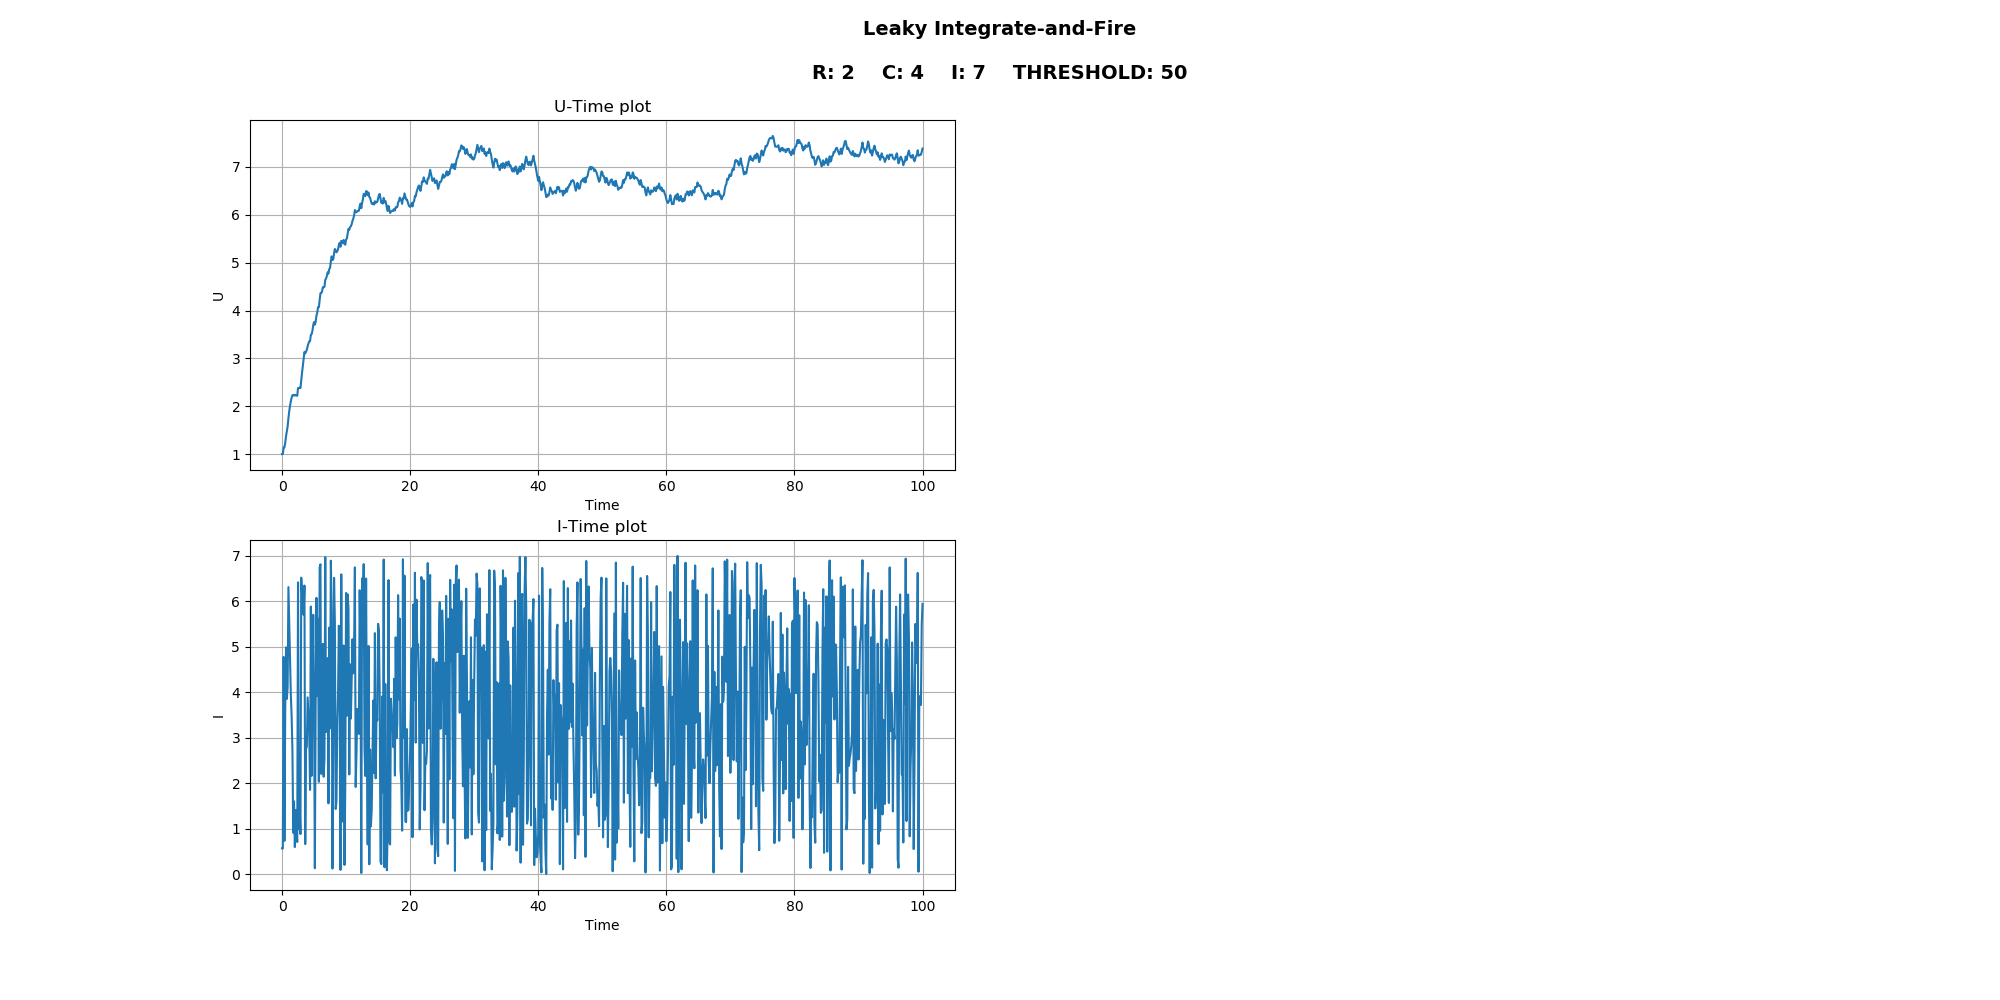 Leaky Integrate-and-Fire
R: 2 C: 4 I: 7 THRESHOLD: 50
U-Time plot
7
6
5
4
3
2
1
U
0 20 40 60 80 100
Time
I-Time plot
7
6
5
4
3
2
1
0
I
0 20 40 60 80 100
Time